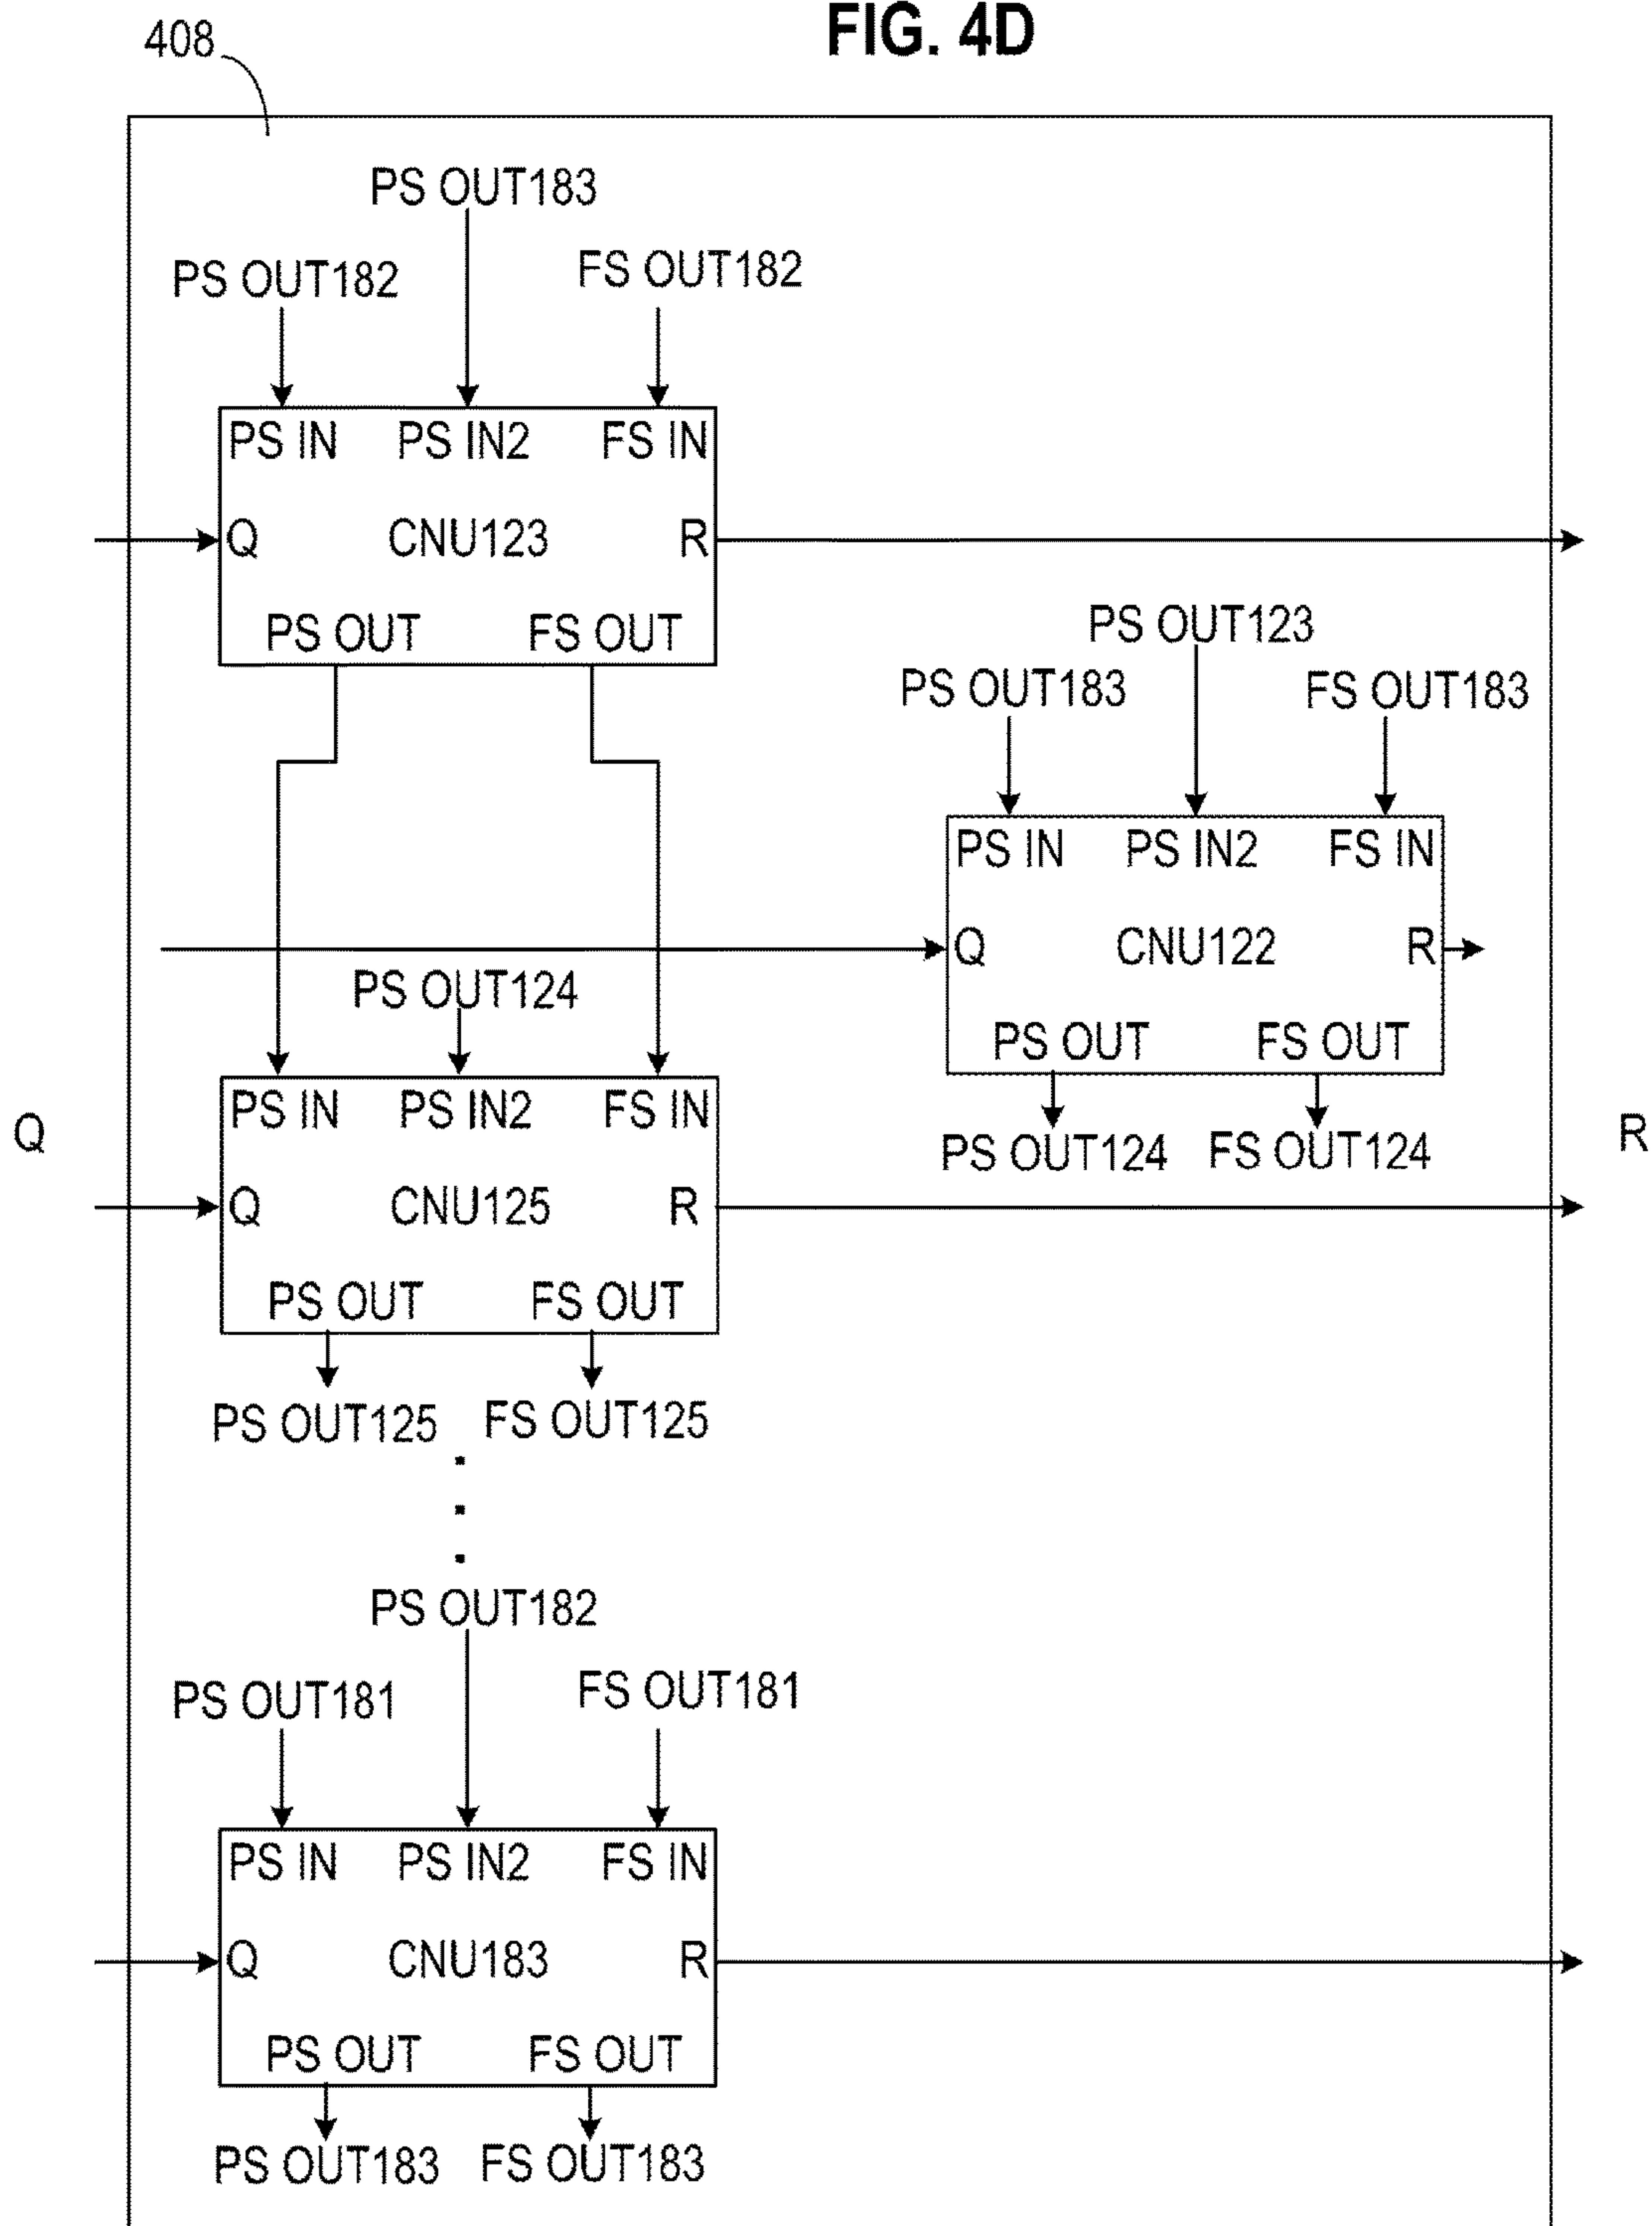 FIG. 4D
408
PS OUT183
PS OUT182
FS OUT182
PS IN PS IN2 FS IN
Q CNU123 R
PS OUT FS OUT
PS OUT123
PS OUT183
FS OUT183
PS IN PS IN2 FS IN
Q CNU122 R
PS OUT FS OUT
PS OUT124 FS OUT124
PS OUT124
PS IN PS IN2 FS IN
Q
R
Q CNU125 R
PS OUT FS OUT
PS OUT125 FS OUT125
PS OUT182
PS OUT181
FS OUT181
PS IN PS IN2 FS IN
Q CNU183 R
PS OUT FS OUT
PS OUT183 FS OUT183